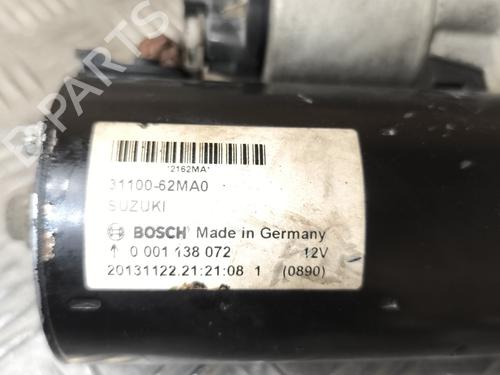 B-PARTS
*2162MA*
31100-62MA0
SUZUKI
BOSCH Made in Germany
0 001 138 072 12V
20131122.21:21:08 1 (0890)